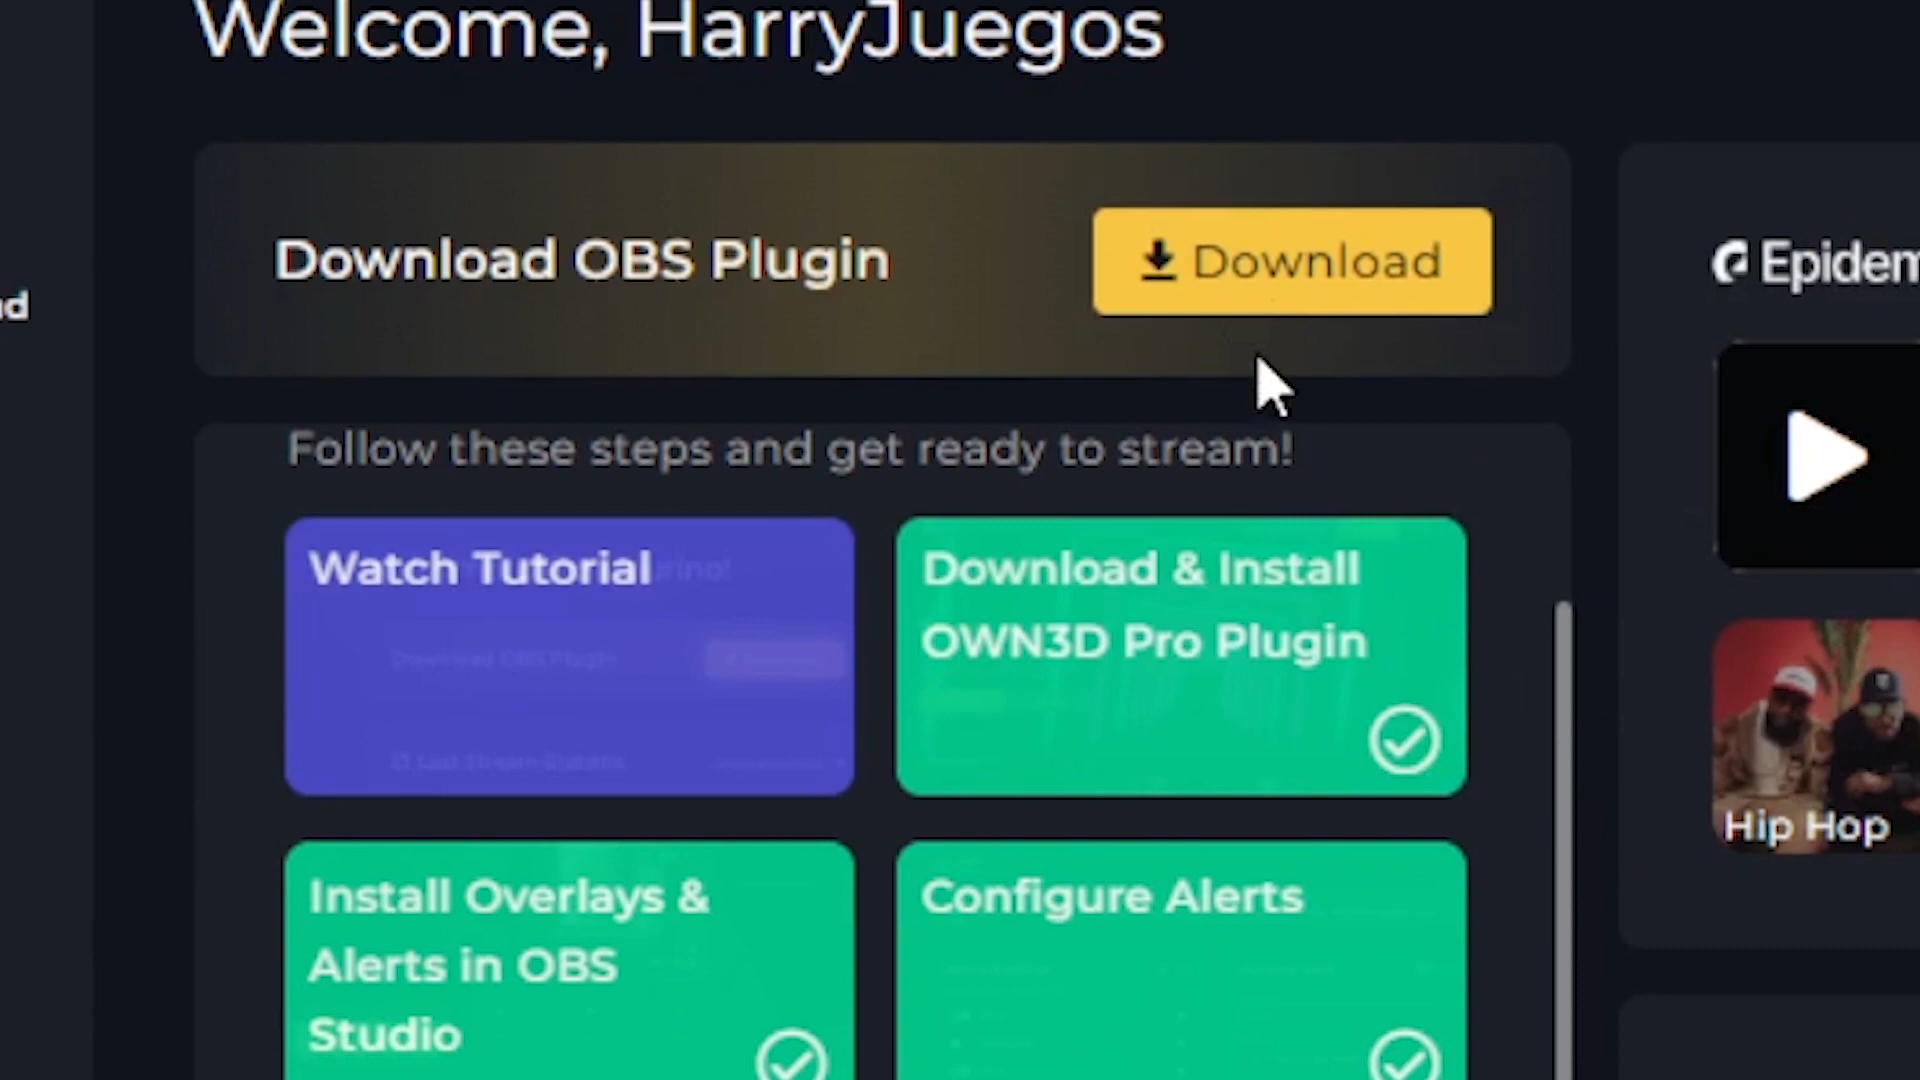 Welcome, HarryJuegos
Download OBS Plugin
Download
Follow these steps and get ready to stream!
Watch Tutorial
Download & Install
OWN3D Pro Plugin
Install Overlays &
Alerts in OBS
Studio
Configure Alerts
Epidem
Hip Hop